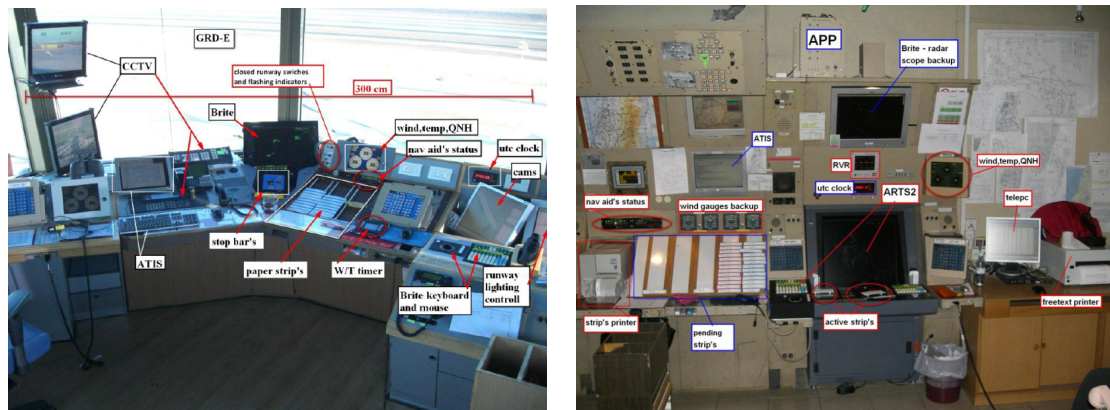 GRD-E
CCTV
closed runway swiches
and flashing indicators
300 cm
Brite
wind,temp,QNH
nav aid's status
utc clock
cams
stop bar's
ATIS
paper strip's
W/T timer
Brite keyboard
and mouse
runway
lighting
controll
APP
Brite - radar
scope backup
ATIS
RVR
wind,temp,QNH
utc clock
ARTS2
nav aid's status
wind gauges backup
telepc
strip's printer
pending
strip's
active strip's
freetext printer